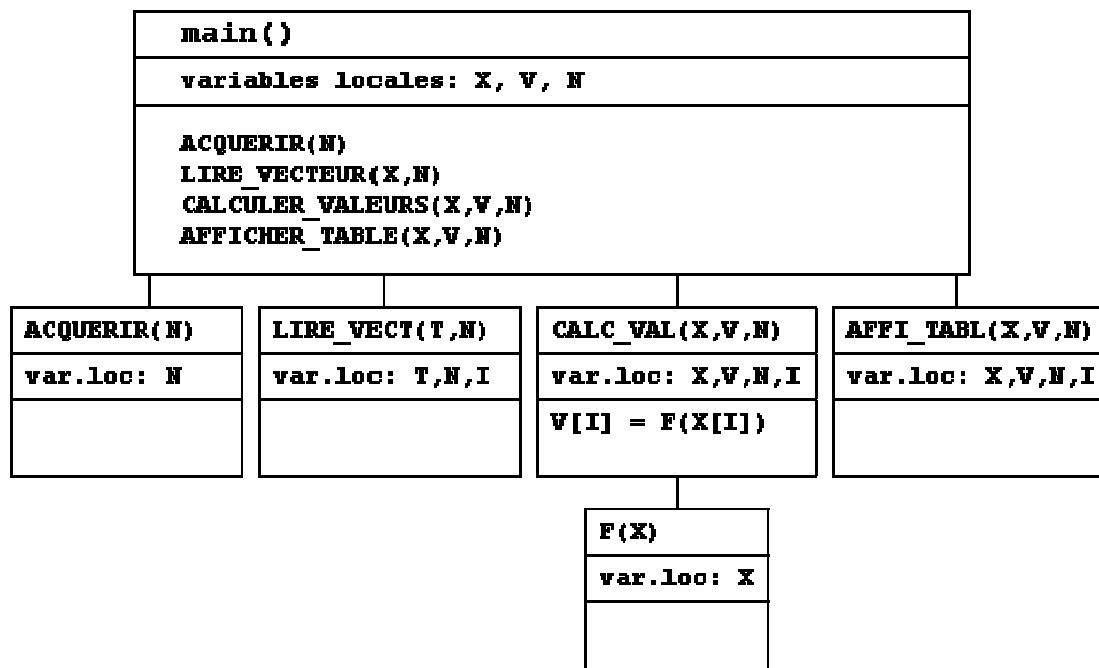 main()
variables locales: X, V, N
ACQUERIR(N)
LIRE_VECTEUR(X,N)
CALCULER_VALEURS(X,V,N)
AFFICHER_TABLE(X,V,N)
ACQUERIR(N)
var.loc: N
LIRE_VECT(T,N)
var.loc: T,N,I
CALC_VAL(X,V,N)
var.loc: X,V,N,I
V[I] = F(X[I])
AFFI_TABL(X,V,N)
var.loc: X,V,N,I
F(X)
var.loc: X